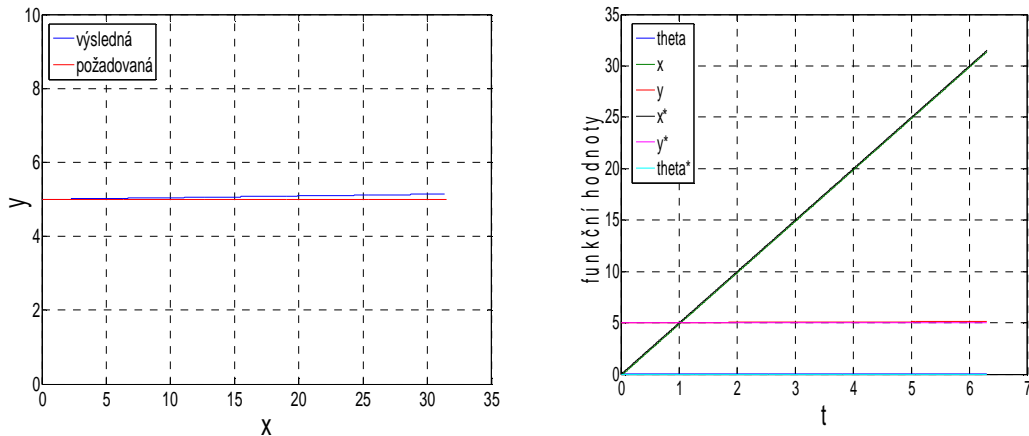 10
8
6
4
2
0
y
výsledná
požadovaná
0 5 10 15 20 25 30 35
x
35
30
25
20
15
10
5
0
funkční hodnoty
theta
x
y
x*
y*
theta*
0 1 2 3 4 5 6 7
t